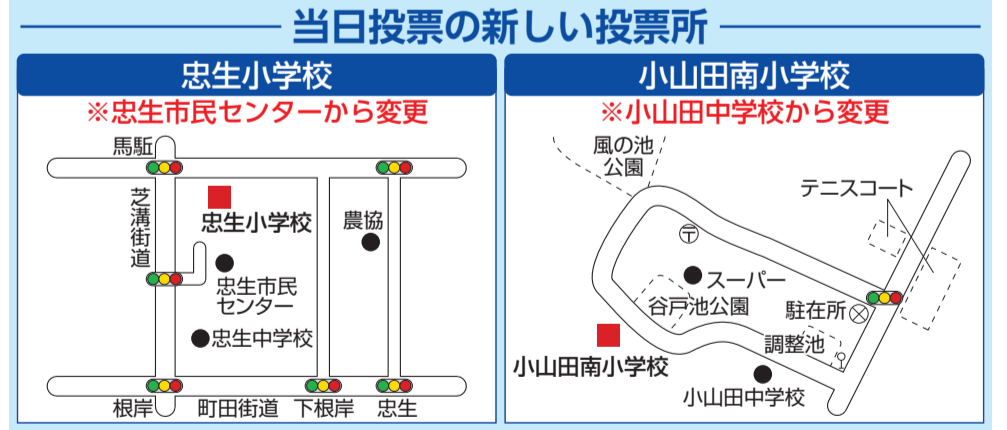 当日投票の新しい投票所
忠生小学校
※忠生市民センターから変更
馬駈
芝溝街道
忠生小学校
農協
忠生市民
センター
忠生中学校
根岸
町田街道
下根岸
忠生
小山田南小学校
※小山田中学校から変更
風の池
公園
テニスコート
〒
スーパー
谷戸池公園
駐在所
調整池
小山田南小学校
小山田中学校